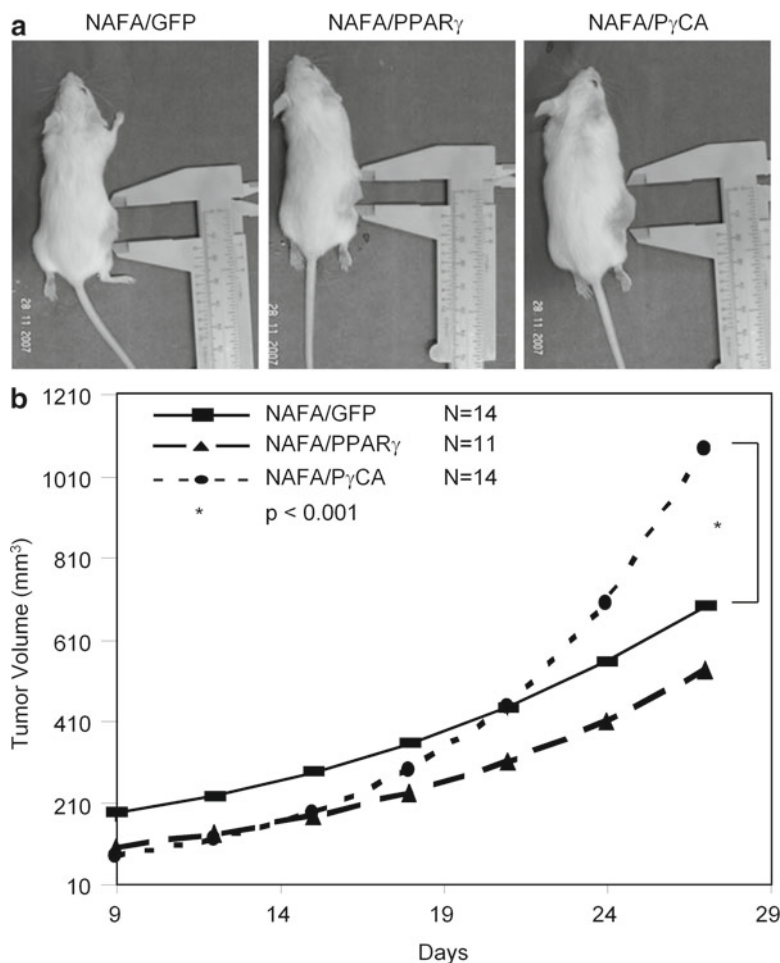 a
NAFA/GFP NAFA/PPARγ NAFA/PγCA
28 11 2007 28 11 2007 28 11 2007
b
NAFA/GFP N=14
NAFA/PPARγ N=11
NAFA/PγCA N=14
* p < 0.001
*
Tumor Volume (mm³)
1210
1010
810
610
410
210
10
9 14 19 24 29
Days